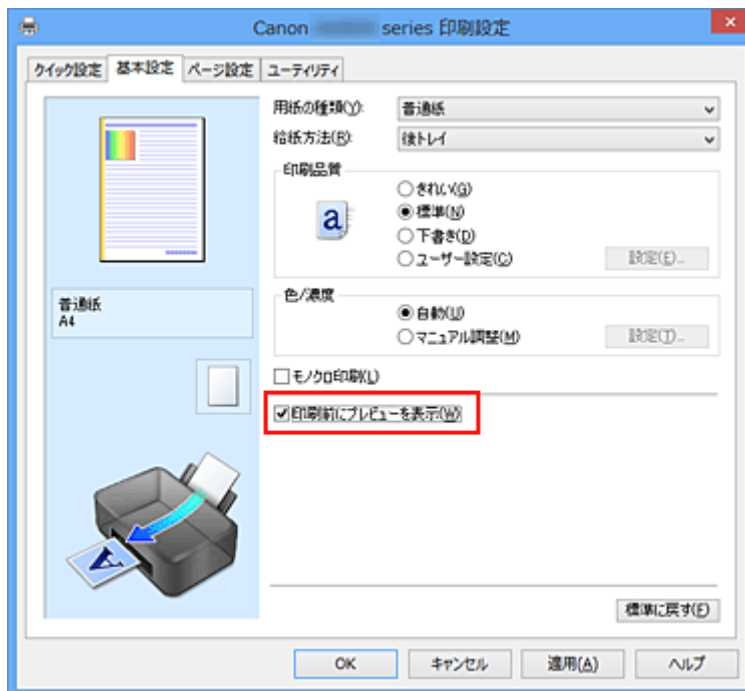 Canon series 印刷設定
クイック設定 基本設定 ページ設定 ユーティリティ
用紙の種類(Y): 普通紙
給紙方法(R): 後トレイ
印刷品質
きれい(G)
標準(N)
下書き(D)
ユーザー設定(C) 設定(E)...
普通紙
A4
色/濃度
自動(U)
マニュアル調整(M) 設定(T)...
モノクロ印刷(L)
印刷前にプレビューを表示(W)
標準に戻す(F)
OK キャンセル 適用(A) ヘルプ